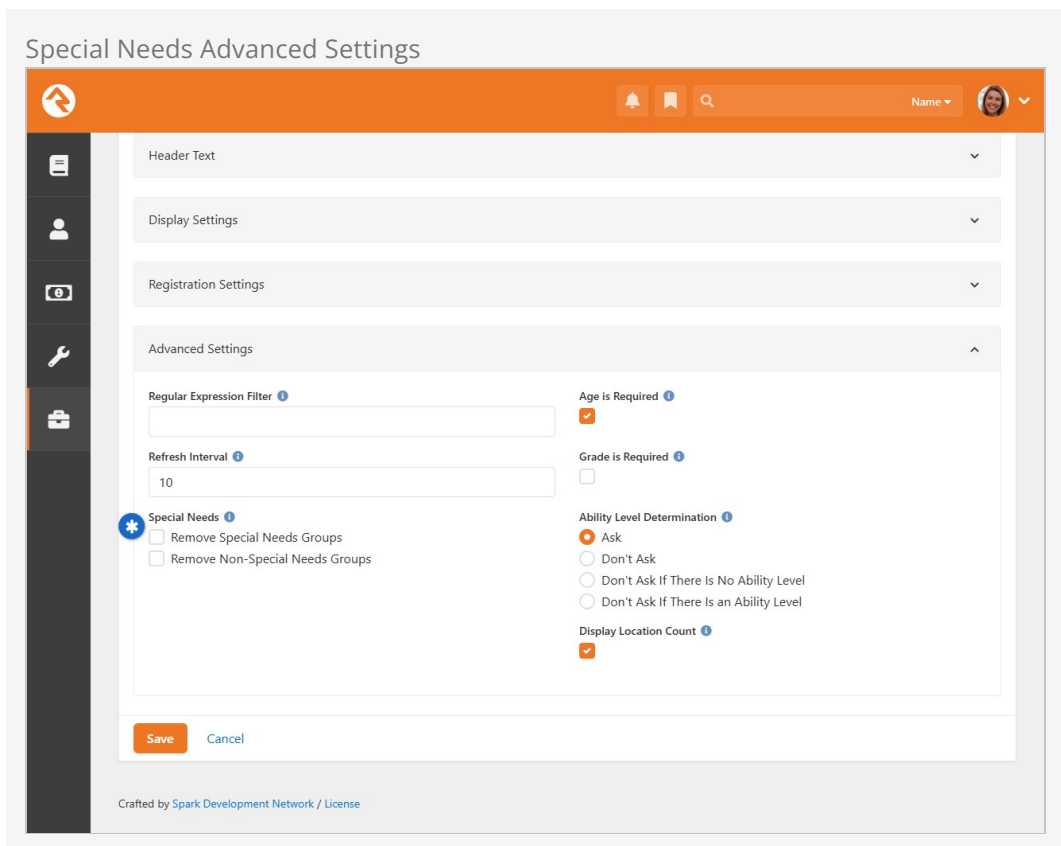 Special Needs Advanced Settings
Name
Header Text
Display Settings
Registration Settings
Advanced Settings
Regular Expression Filter
Age is Required
Refresh Interval
10
Grade is Required
Special Needs
Remove Special Needs Groups
Remove Non-Special Needs Groups
Ability Level Determination
Ask
Don't Ask
Don't Ask If There Is No Ability Level
Don't Ask If There Is an Ability Level
Display Location Count
Save Cancel
Crafted by Spark Development Network / License